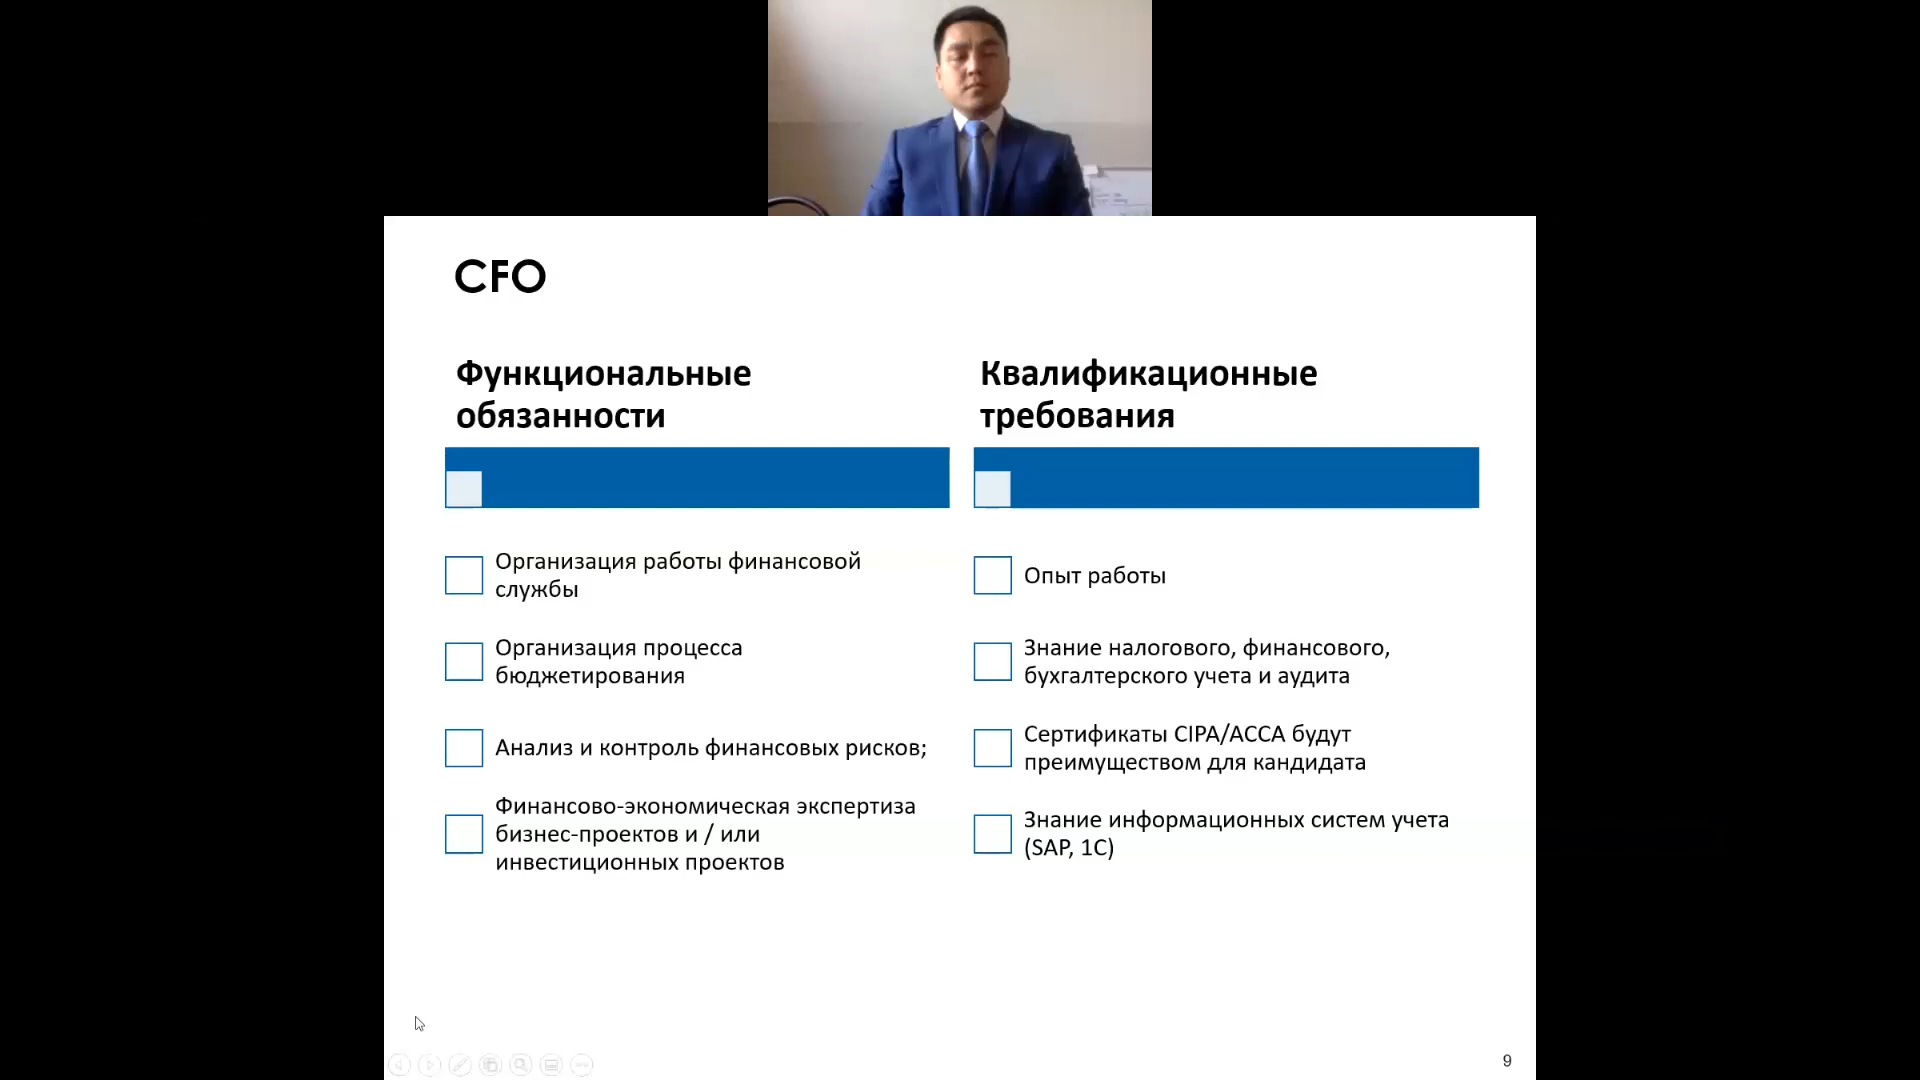 CFO
Функциональные
обязанности
Организация работы финансовой
службы
Организация процесса
бюджетирования
Анализ и контроль финансовых рисков;
Финансово-экономическая экспертиза
бизнес-проектов и / или
инвестиционных проектов
Квалификационные
требования
Опыт работы
Знание налогового, финансового,
бухгалтерского учета и аудита
Сертификаты CIPA/ACCA будут
преимуществом для кандидата
Знание информационных систем учета
(SAP, 1C)
9